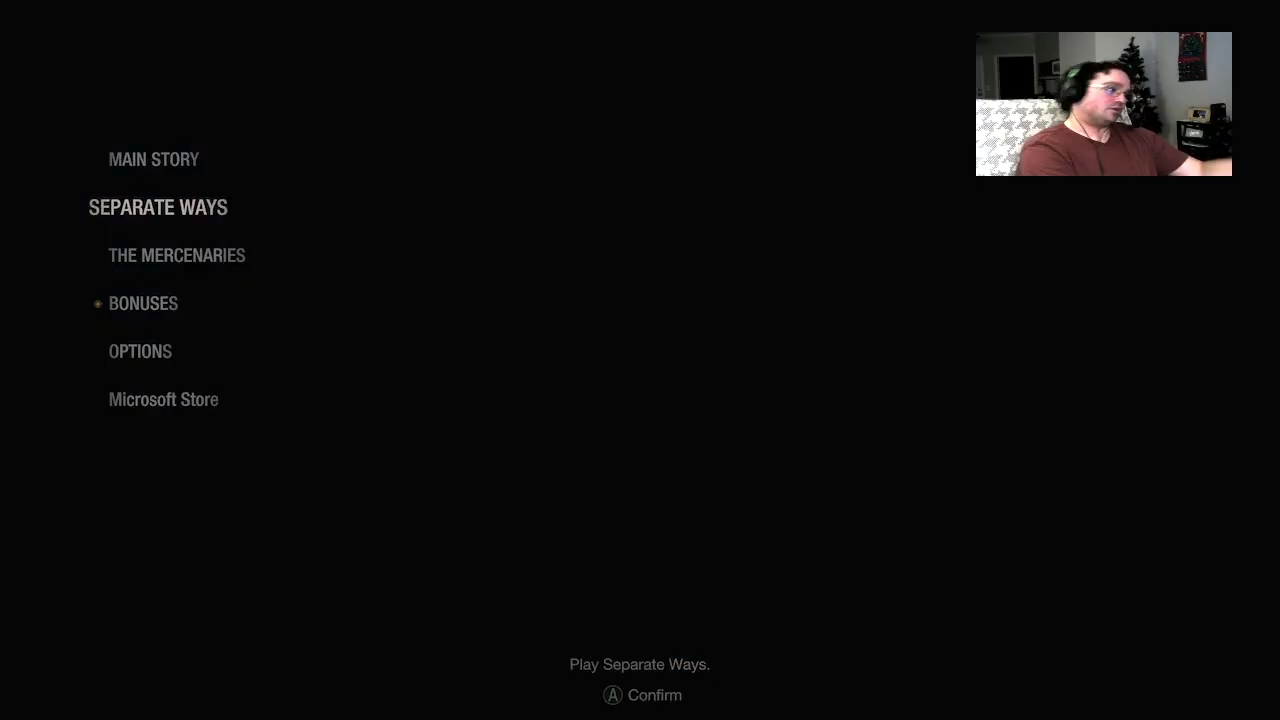 MAIN STORY
SEPARATE WAYS
THE MERCENARIES
BONUSES
OPTIONS
Microsoft Store
Play Separate Ways.
A Confirm